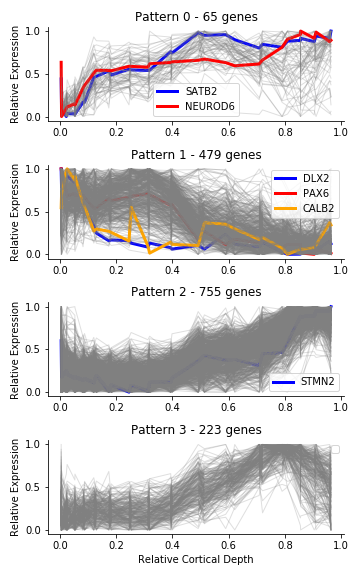 Pattern 0 - 65 genes
Relative Expression
1.0
0.5
0.0
SATB2
NEUROD6
0.0 0.2 0.4 0.6 0.8 1.0
Pattern 1 - 479 genes
Relative Expression
1.0
0.5
0.0
DLX2
PAX6
CALB2
0.0 0.2 0.4 0.6 0.8 1.0
Pattern 2 - 755 genes
Relative Expression
1.0
0.5
0.0
STMN2
0.0 0.2 0.4 0.6 0.8 1.0
Pattern 3 - 223 genes
Relative Expression
1.0
0.5
0.0
0.0 0.2 0.4 0.6 0.8 1.0
Relative Cortical Depth